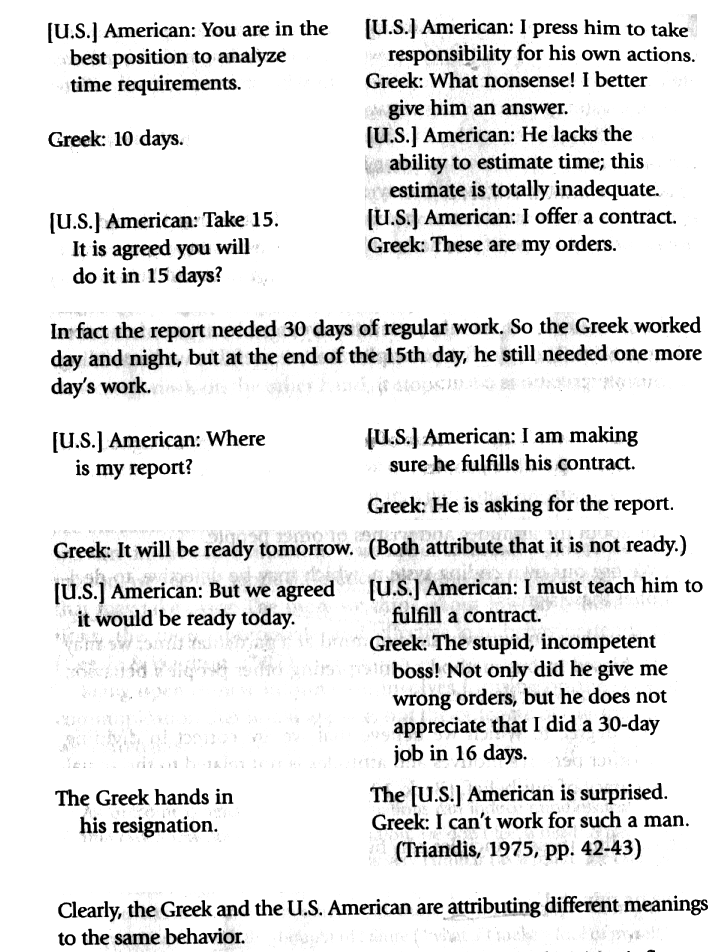 [U.S.] American: You are in the
best position to analyze
time requirements.
Greek: 10 days.
[U.S.] American: Take 15.
It is agreed you will
do it in 15 days?
[U.S.] American: I press him to take
responsibility for his own actions.
Greek: What nonsense! I better
give him an answer.
[U.S.] American: He lacks the
ability to estimate time; this
estimate is totally inadequate.
[U.S.] American: I offer a contract.
Greek: These are my orders.
In fact the report needed 30 days of regular work. So the Greek worked
day and night, but at the end of the 15th day, he still needed one more
day's work.
[U.S.] American: Where
is my report?
[U.S.] American: I am making
sure he fulfills his contract.
Greek: He is asking for the report.
Greek: It will be ready tomorrow.
(Both attribute that it is not ready.)
[U.S.] American: But we agreed
it would be ready today.
[U.S.] American: I must teach him to
fulfill a contract.
Greek: The stupid, incompetent
boss! Not only did he give me
wrong orders, but he does not
appreciate that I did a 30-day
job in 16 days.
The Greek hands in
his resignation.
The [U.S.] American is surprised.
Greek: I can't work for such a man.
(Triandis, 1975, pp. 42-43)
Clearly, the Greek and the U.S. American are attributing different meanings
to the same behavior.